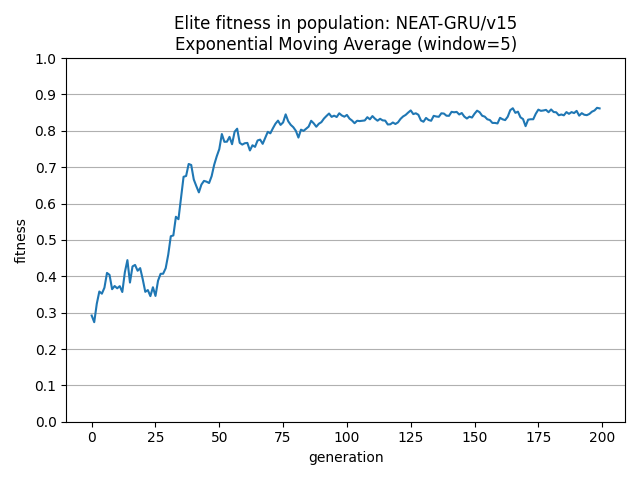 Elite fitness in population: NEAT-GRU/v15
Exponential Moving Average (window=5)
1.0
0.9
0.8
0.7
0.6
0.5
0.4
0.3
0.2
0.1
0.0
fitness
0 25 50 75 100 125 150 175 200
generation